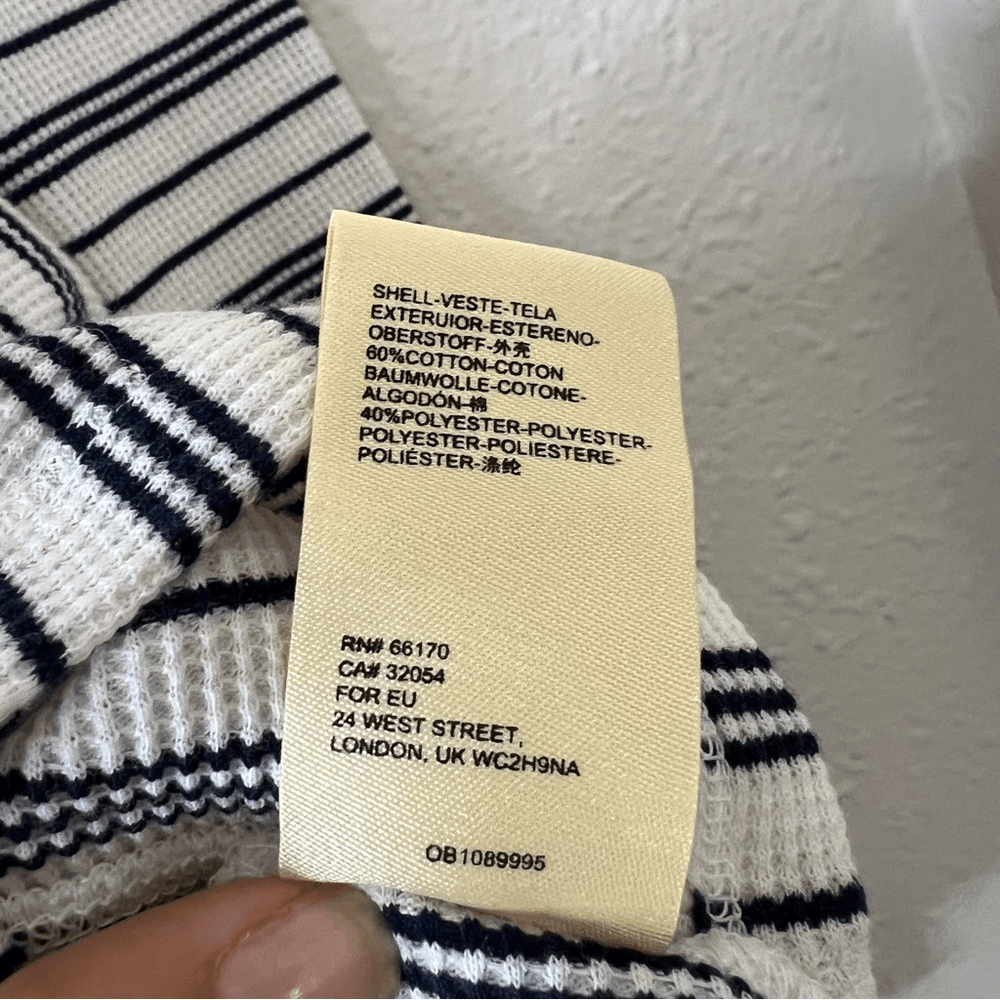 SHELL-VESTE-TELA
EXTERUIOR-ESTERENO-
OBERSTOFF-外壳
60%COTTON-COTON
BAUMWOLLE-COTONE-
ALGODÓN-棉
40%POLYESTER-POLYESTER-
POLYESTER-POLIESTERE-
POLIÉSTER-涤纶
RN# 66170
CA# 32054
FOR EU
24 WEST STREET,
LONDON, UK WC2H9NA
OB1089995